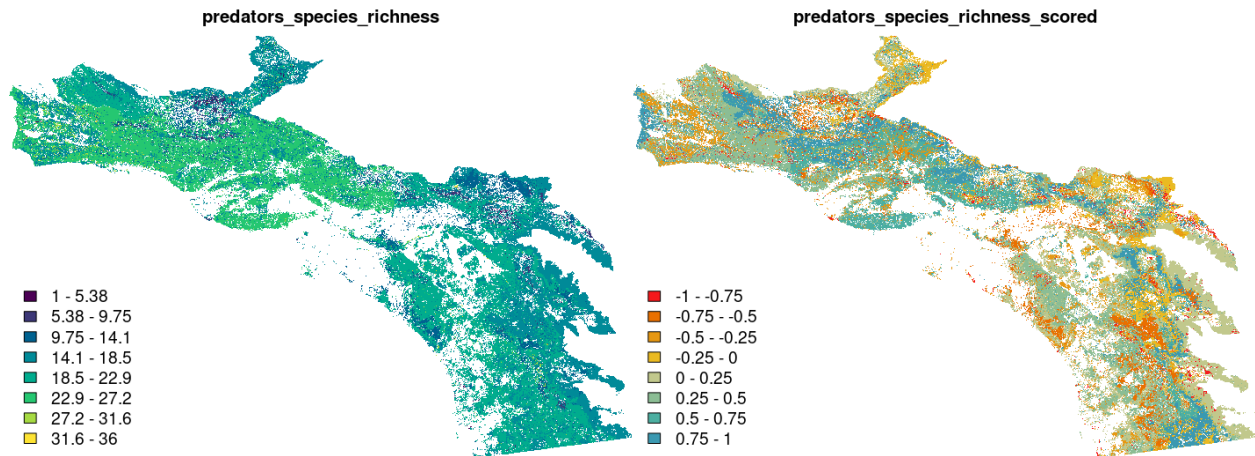 predators_species_richness
1 - 5.38
5.38 - 9.75
9.75 - 14.1
14.1 - 18.5
18.5 - 22.9
22.9 - 27.2
27.2 - 31.6
31.6 - 36
predators_species_richness_scored
-1 - -0.75
-0.75 - -0.5
-0.5 - -0.25
-0.25 - 0
0 - 0.25
0.25 - 0.5
0.5 - 0.75
0.75 - 1